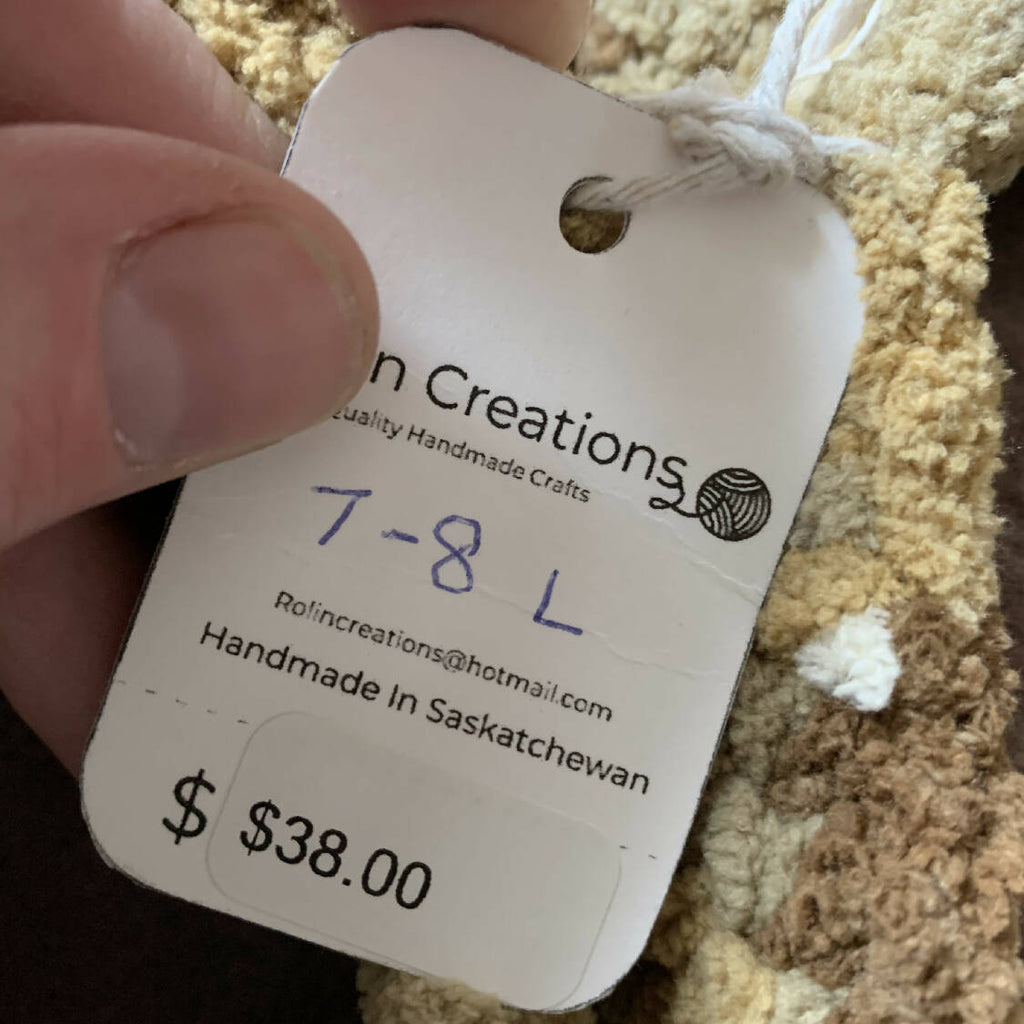 n Creations
uality Handmade Crafts
7-8 L
Rolincreations@hotmail.com
Handmade In Saskatchewan
$ $38.00